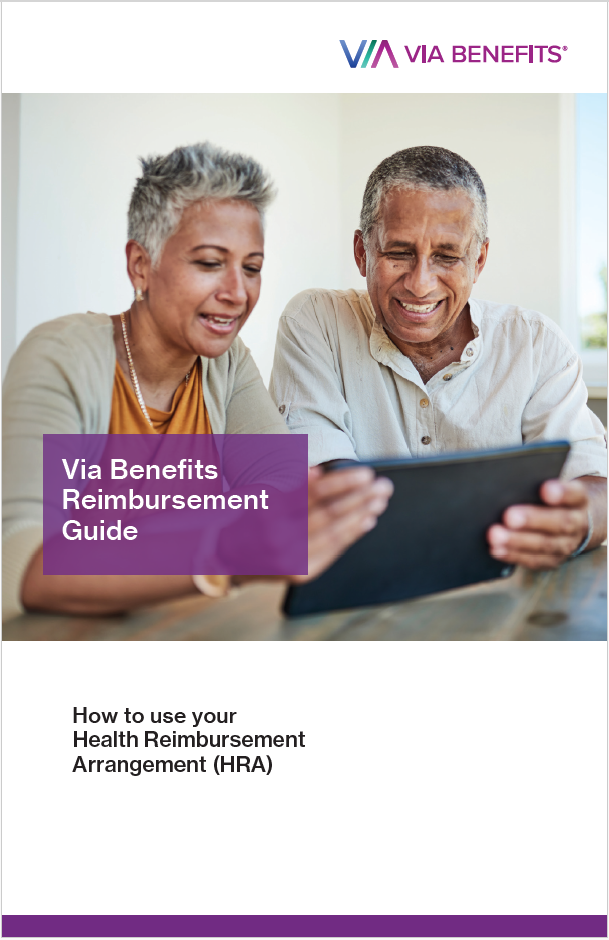 VIA BENEFITS®
Via Benefits
Reimbursement
Guide
How to use your
Health Reimbursement
Arrangement (HRA)